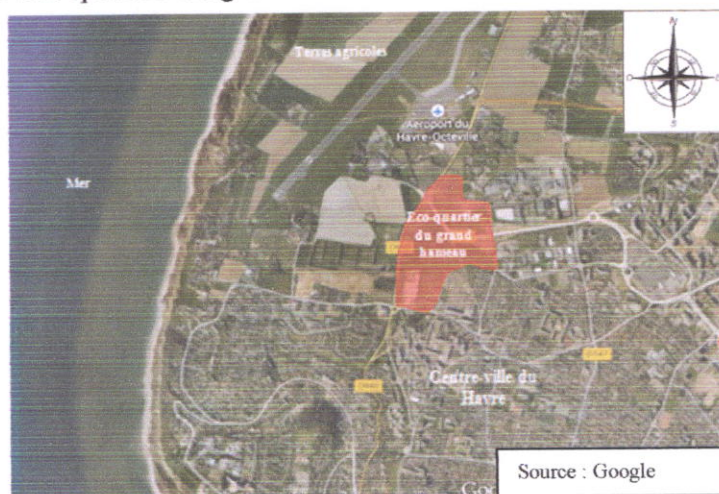 N
O
E
S
Terres agricoles
Aéroport du
Havre-Octeville
Mer
Eco-quartier
du grand
hameau
Centre-ville du
Havre
Source : Google